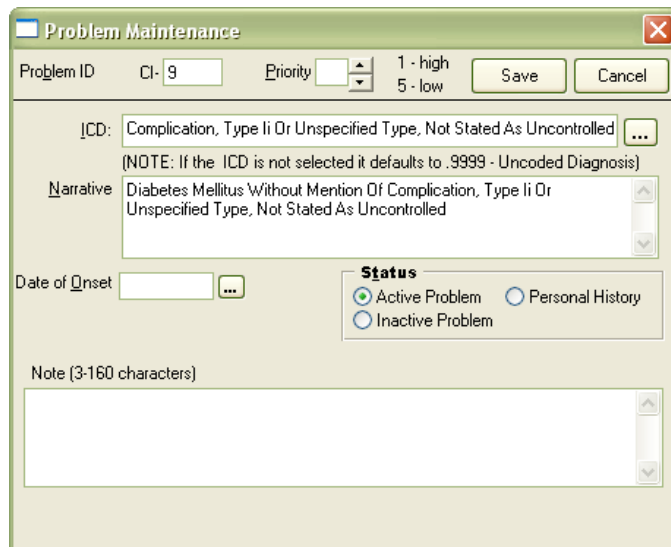 Problem Maintenance
Problem ID CI- 9 Priority 1 - high
5 - low Save Cancel
ICD: Complication, Type Ii Or Unspecified Type, Not Stated As Uncontrolled ...
(NOTE: If the ICD is not selected it defaults to .9999 - Uncoded Diagnosis)
Narrative Diabetes Mellitus Without Mention Of Complication, Type Ii Or
Unspecified Type, Not Stated As Uncontrolled
Date of Onset ...
Status
Active Problem Personal History
Inactive Problem
Note (3-160 characters)